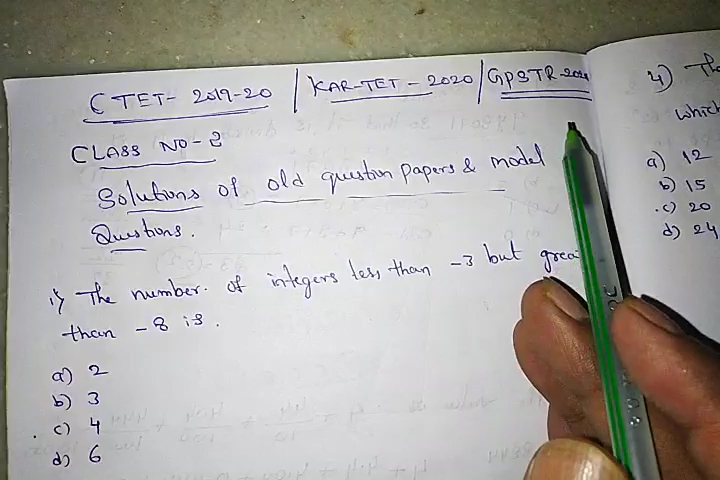 CTET- 2019-20 / KAR-TET - 2020 / GPSTR-2020
CLASS NO-2
Solutions of old question papers & model
Questions.
1) The number. of integers less than -3 but
than -8 is.
a) 2
b) 3
c) 4
d) 6
4)
which
a) 12
b) 15
c) 20
d) 24